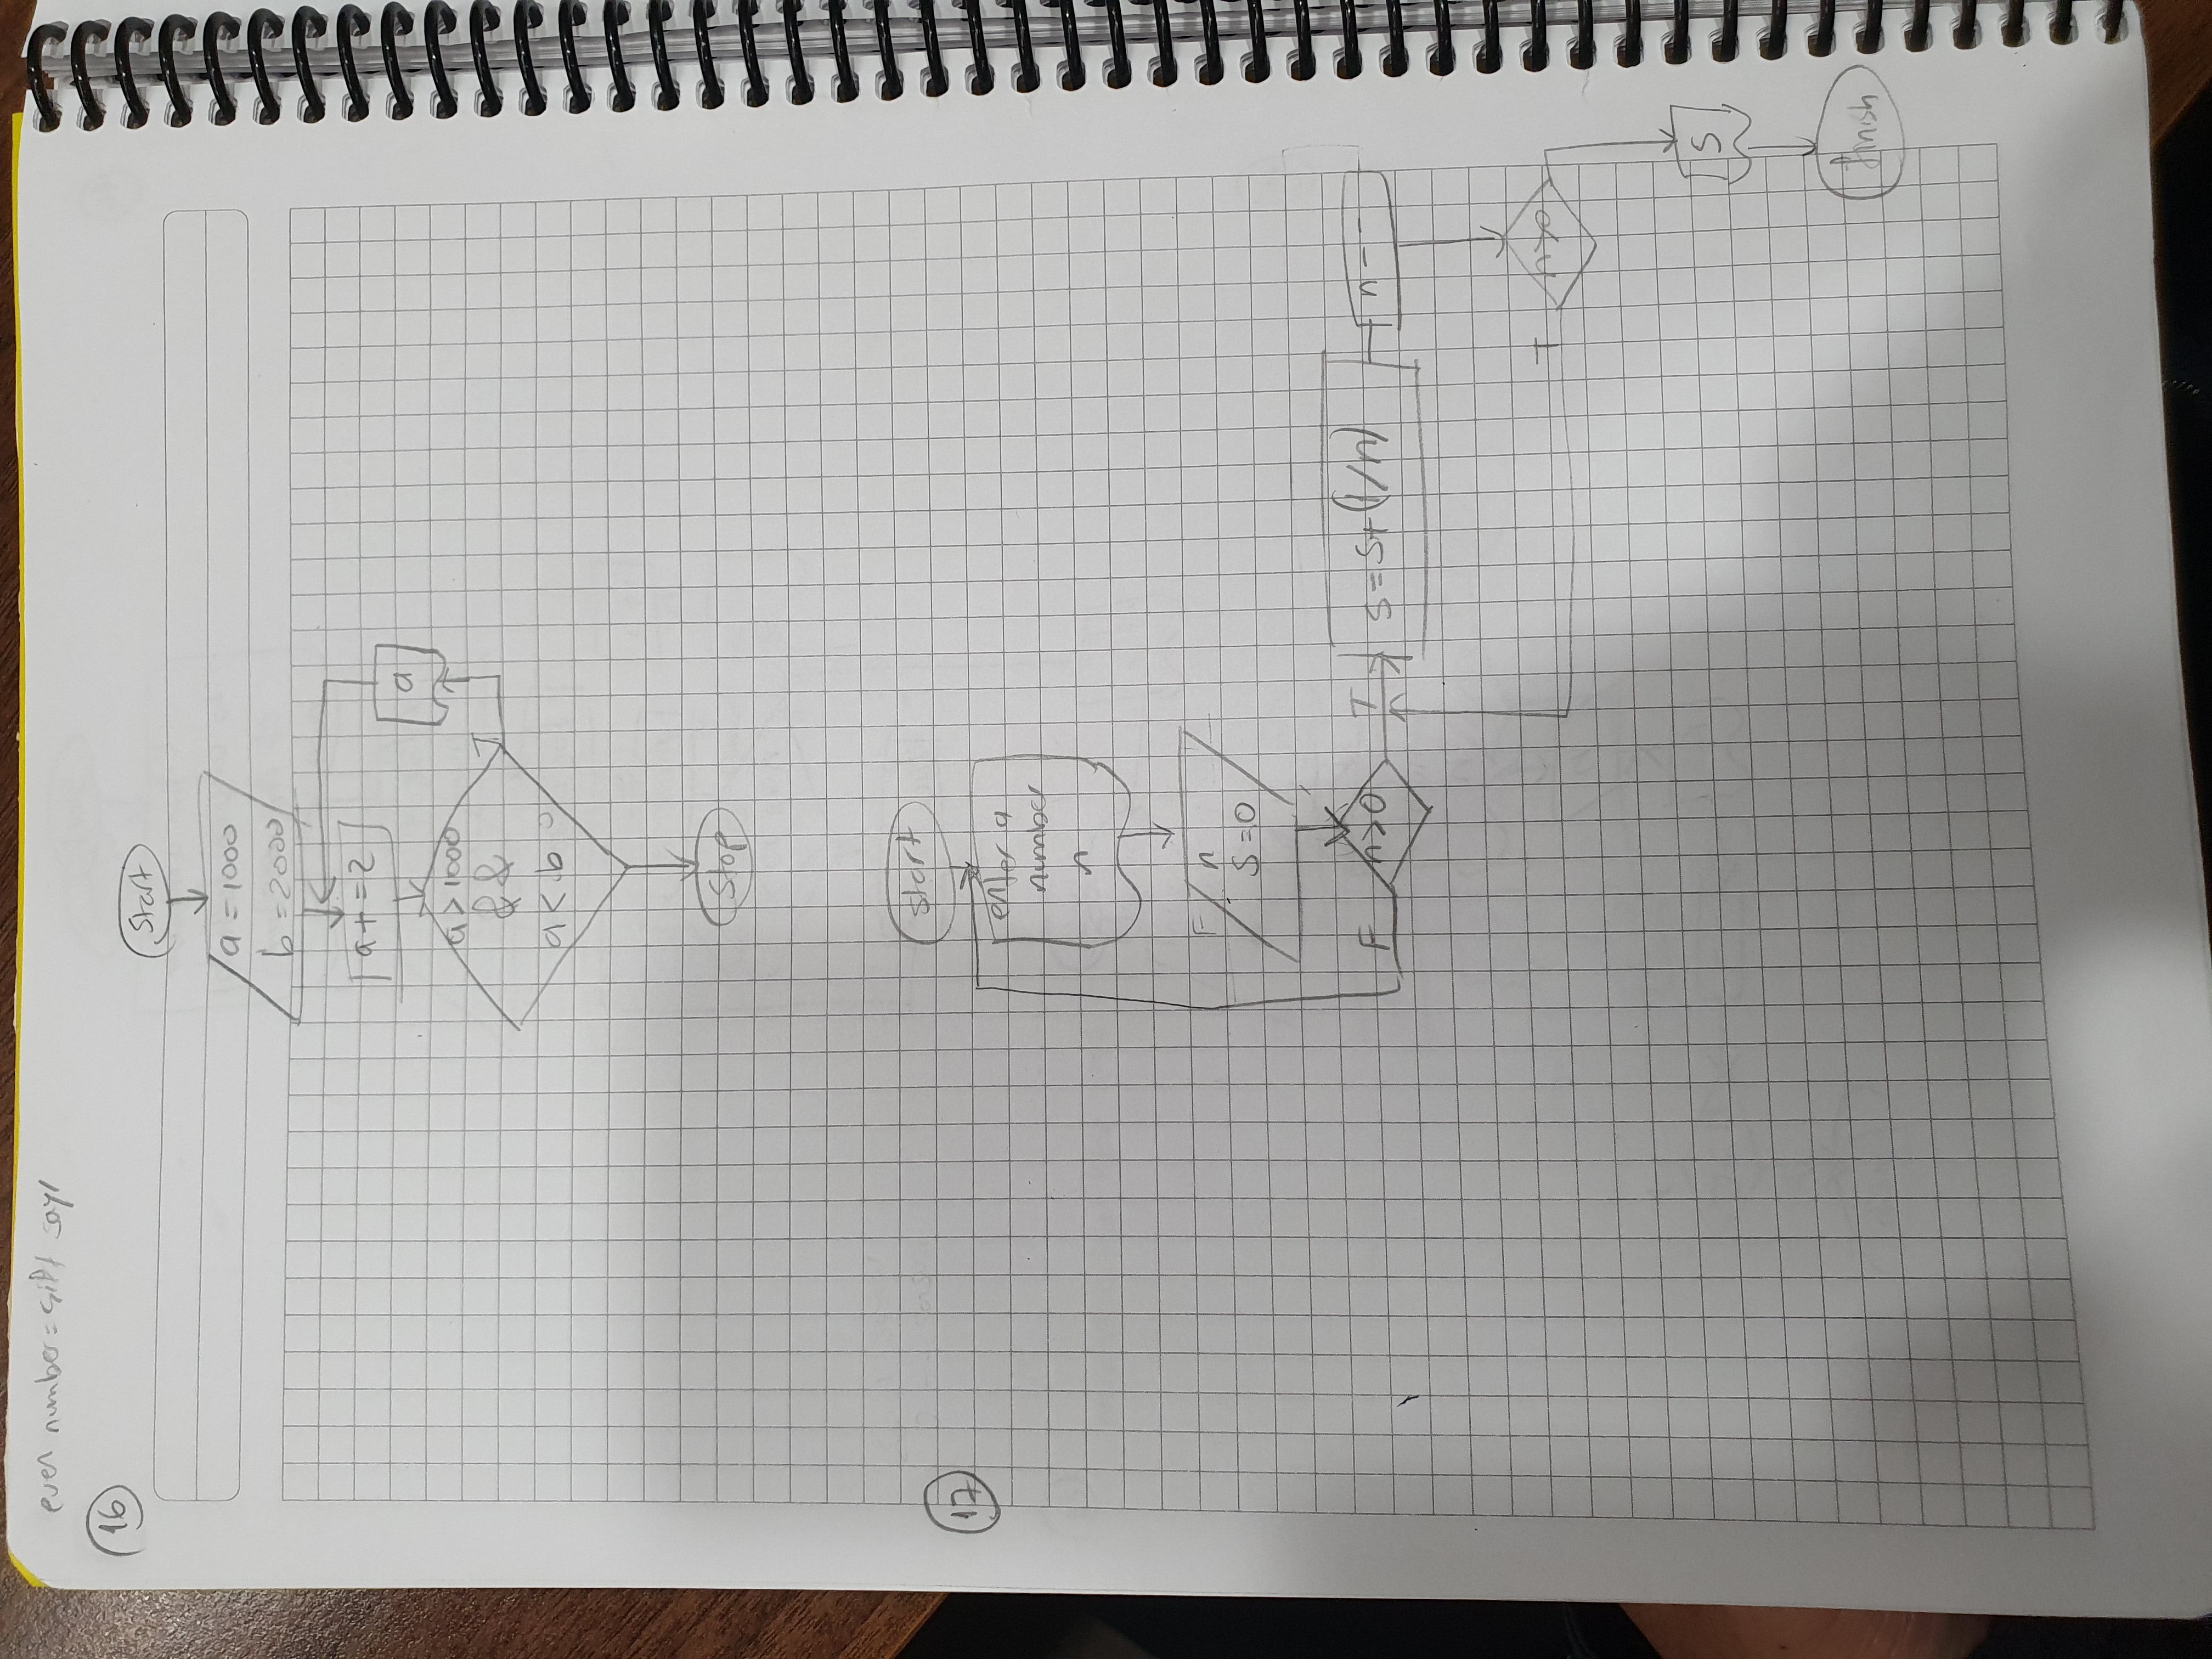 even number = çift sayı
16
Start
a = 1000
b = 2000
a + = 2
a
a > 1000
&&
T
a < b
Stop
17
Start
enter a
number
n
F n
S = 0
F n > 0 T S = S + (1/n) n - -
T
S
finish